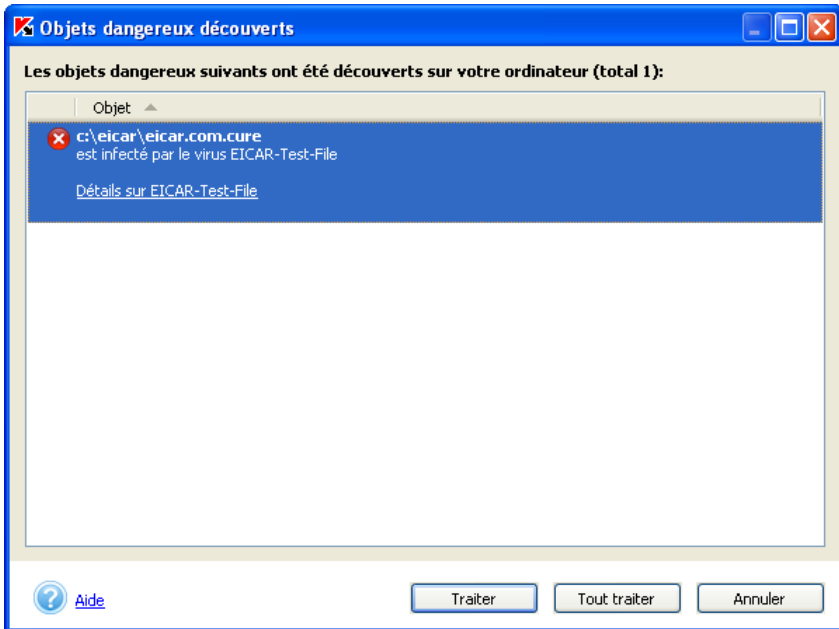 Objets dangereux découverts
Les objets dangereux suivants ont été découverts sur votre ordinateur (total 1):
Objet
c:\eicar\eicar.com.cure
est infecté par le virus EICAR-Test-File
Détails sur EICAR-Test-File
Aide
Traiter
Tout traiter
Annuler